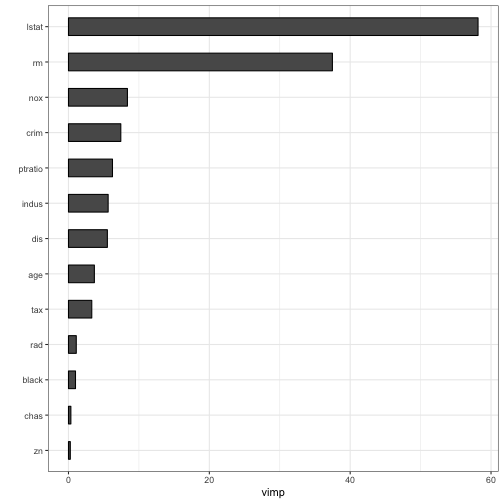 lstat
rm
nox
crim
ptratio
indus
dis
age
tax
rad
black
chas
zn
0 20 40 60
vimp